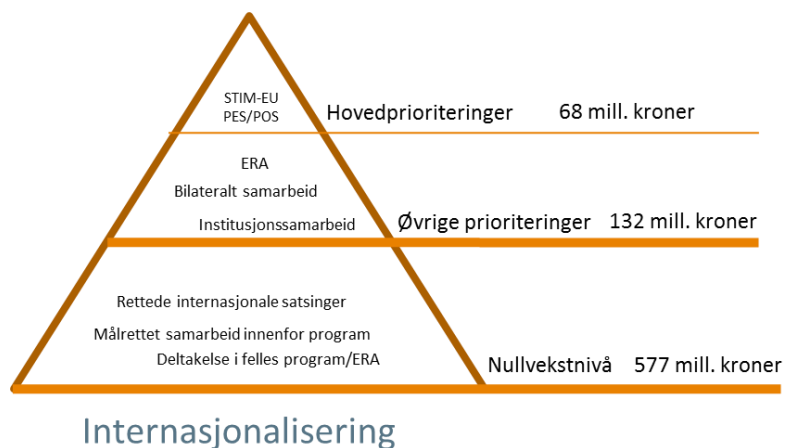 STIM-EU
PES/POS
Hovedprioriteringer 68 mill. kroner
ERA
Bilateralt samarbeid
Institusjonssamarbeid
Øvrige prioriteringer 132 mill. kroner
Rettede internasjonale satsinger
Målrettet samarbeid innenfor program
Deltakelse i felles program/ERA
Nullvekstnivå 577 mill. kroner
Internasjonalisering